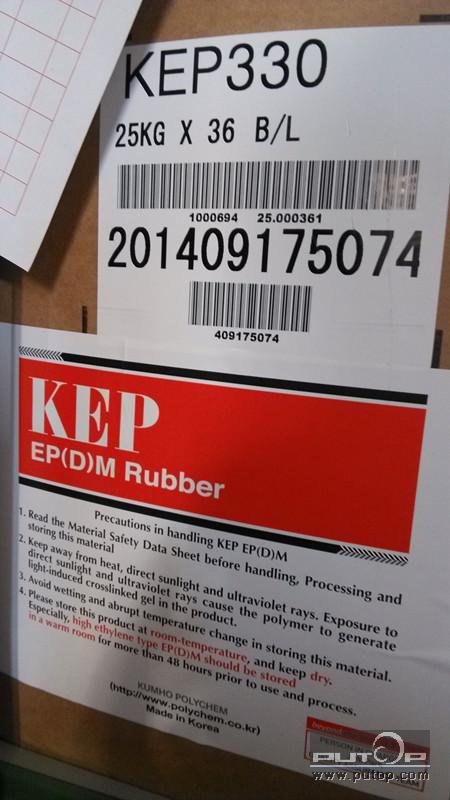 KEP330
25KG X 36 B/L
1000694 25.000361
201409175074
409175074
KEP
EP(D)M Rubber
Precautions in handling KEP EP(D)M
1. Read the Material Safety Data Sheet before handling, Processing and
storing this material
2. Keep away from heat, direct sunlight and ultraviolet rays. Exposure to
direct sunlight and ultraviolet rays cause the polymer to generate
light-induced crosslinked gel in the product.
3. Avoid wetting and abrupt temperature change in storing this material.
4. Please store this product at room-temperature, and keep dry.
Especially, high ethylene type EP(D)M should be stored
in a warm room for more than 48 hours prior to use and process.
KUMHO POLYCHEM
(http://www.polychem.co.kr)
Made in Korea
beyond
PERSON IN
PUTOP
www.putop.com